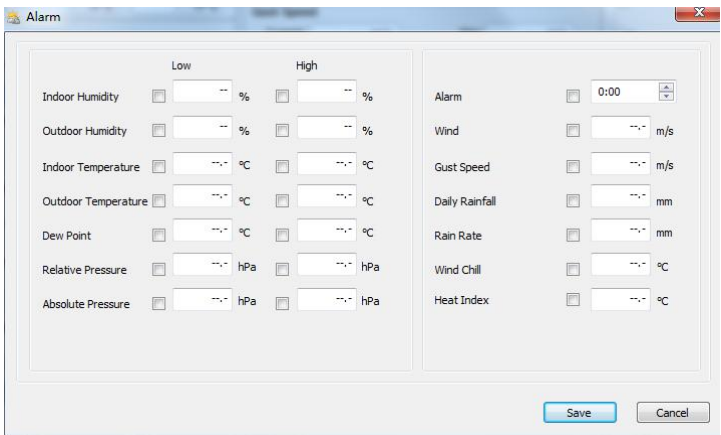 Alarm
Low High
Indoor Humidity -- % -- %
Outdoor Humidity -- % -- %
Indoor Temperature --.- ºC --.- ºC
Outdoor Temperature --.- ºC --.- ºC
Dew Point --.- ºC --.- ºC
Relative Pressure --.- hPa --.- hPa
Absolute Pressure --.- hPa --.- hPa
Alarm 0:00
Wind --.- m/s
Gust Speed --.- m/s
Daily Rainfall --.- mm
Rain Rate --.- mm
Wind Chill --.- ºC
Heat Index --.- ºC
Save Cancel